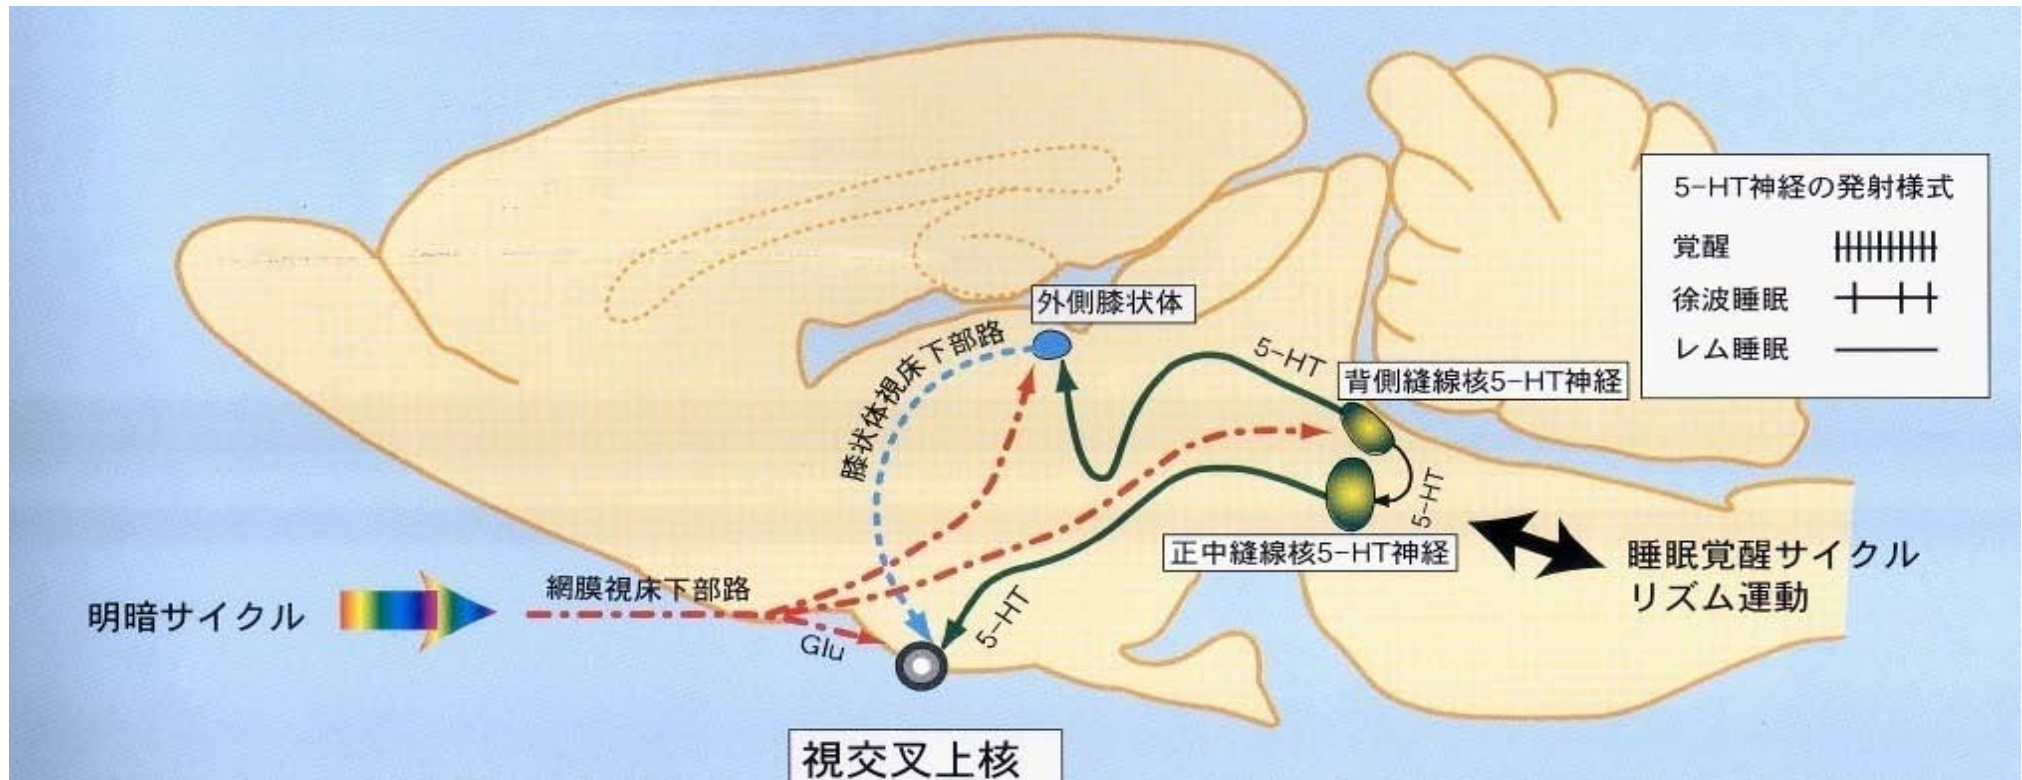 5-HT神経の発射様式
覚醒
徐波睡眠
レム睡眠
外側膝状体
膝状体視床下部路
5-HT
背側縫線核5-HT神経
5-HT
正中縫線核5-HT神経
睡眠覚醒サイクル
リズム運動
明暗サイクル
網膜視床下部路
Glu
5-HT
視交叉上核